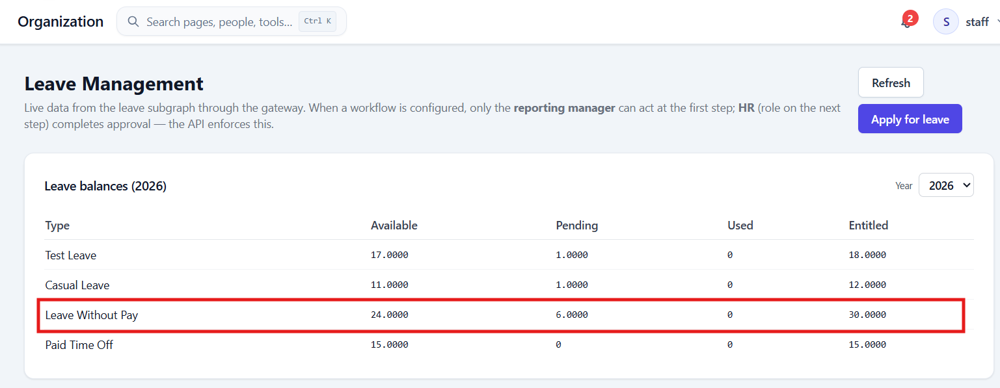 Organization
Search pages, people, tools... Ctrl K
2
S staff
Leave Management
Refresh
Live data from the leave subgraph through the gateway. When a workflow is configured, only the reporting manager can act at the first step; HR (role on the next
step) completes approval — the API enforces this.
Apply for leave
Leave balances (2026)
Year 2026
Type Available Pending Used Entitled
Test Leave 17.0000 1.0000 0 18.0000
Casual Leave 11.0000 1.0000 0 12.0000
Leave Without Pay 24.0000 6.0000 0 30.0000
Paid Time Off 15.0000 0 0 15.0000